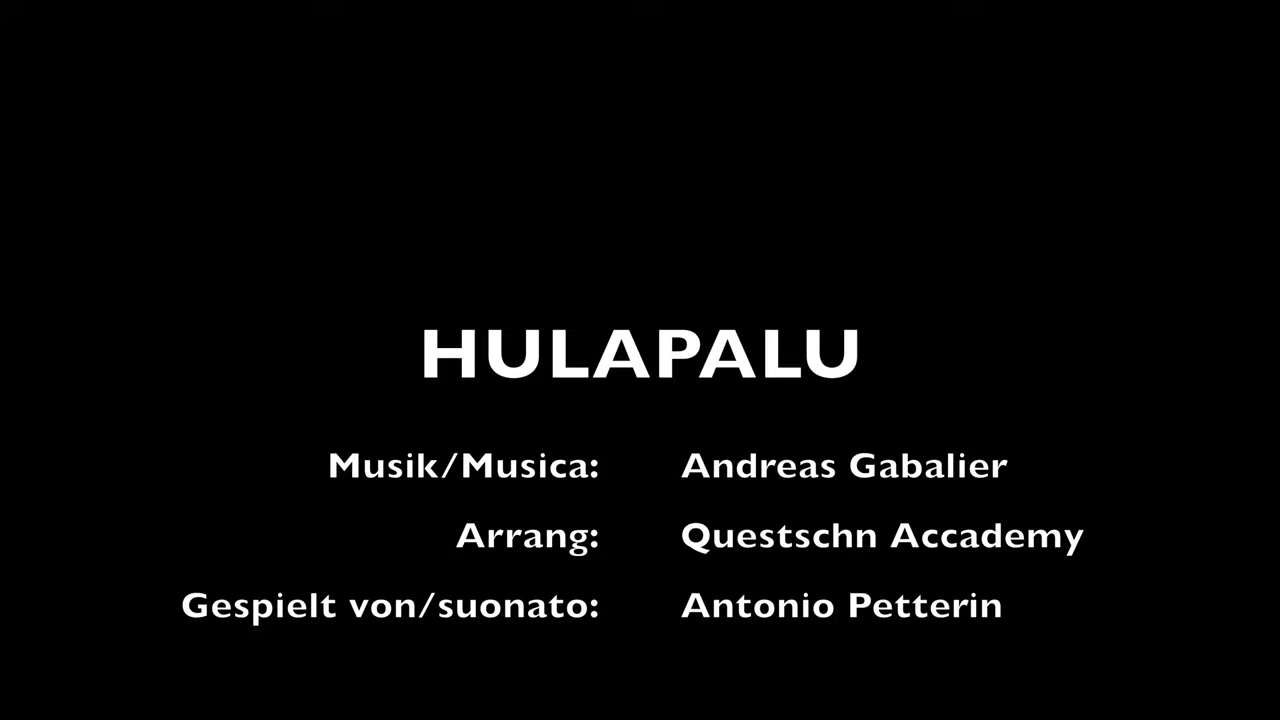 HULAPALU
Musik/Musica: Andreas Gabalier
Arrang: Questschn Accademy
Gespielt von/suonato: Antonio Petterin